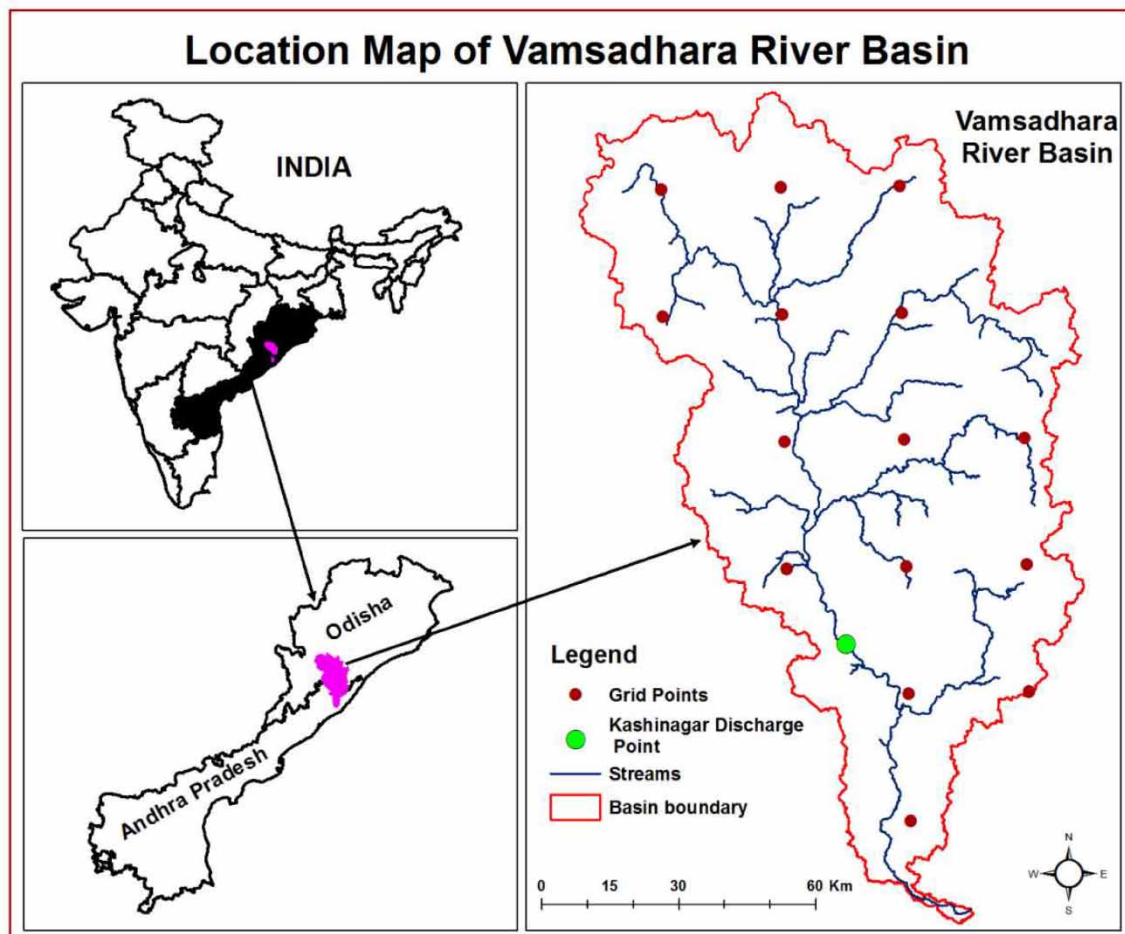 Location Map of Vamsadhara River Basin
INDIA
Vamsadhara
River Basin
Odisha
Andhra Pradesh
Legend
Grid Points
Kashinagar Discharge
Point
Streams
Basin boundary
0 15 30 60 Km
N
W E
S